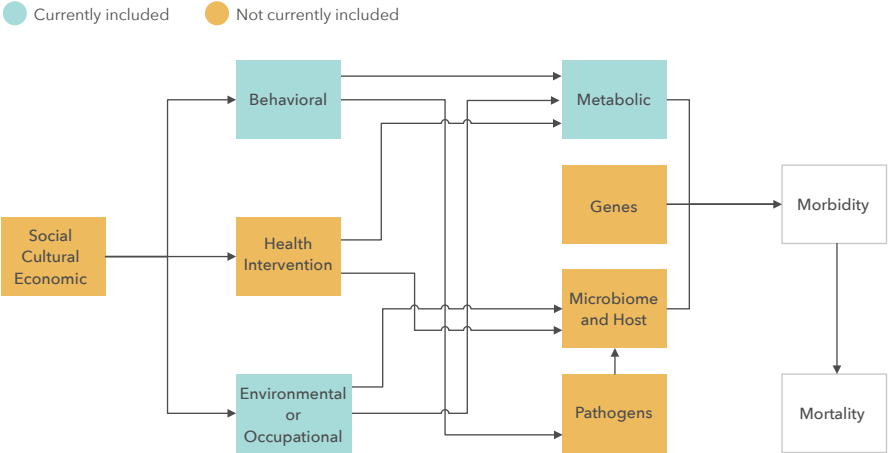 Currently included
Not currently included
Behavioral
Metabolic
Genes
Morbidity
Social
Cultural
Economic
Health
Intervention
Microbiome
and Host
Environmental
or
Occupational
Pathogens
Mortality